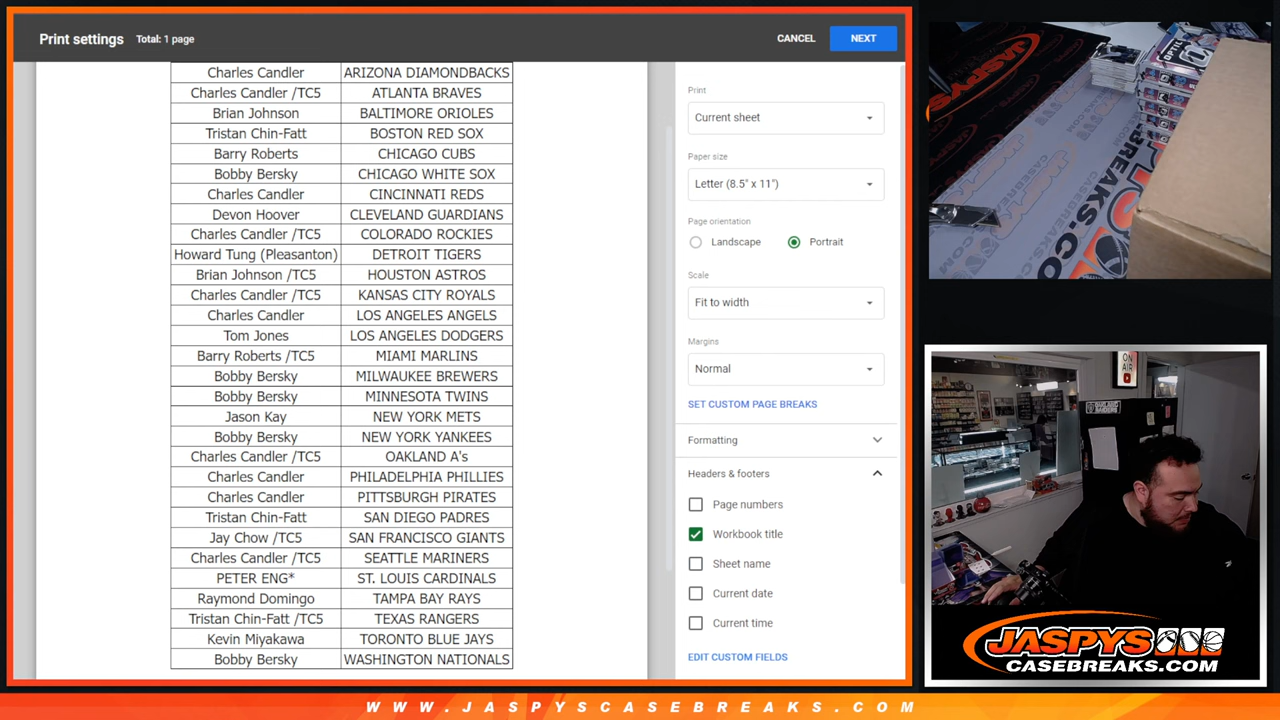 Print settings Total: 1 page CANCEL NEXT
Charles Candler ARIZONA DIAMONDBACKS
Charles Candler /TC5 ATLANTA BRAVES
Brian Johnson BALTIMORE ORIOLES
Tristan Chin-Fatt BOSTON RED SOX
Barry Roberts CHICAGO CUBS
Bobby Bersky CHICAGO WHITE SOX
Charles Candler CINCINNATI REDS
Devon Hoover CLEVELAND GUARDIANS
Charles Candler /TC5 COLORADO ROCKIES
Howard Tung (Pleasanton) DETROIT TIGERS
Brian Johnson /TC5 HOUSTON ASTROS
Charles Candler /TC5 KANSAS CITY ROYALS
Charles Candler LOS ANGELES ANGELS
Tom Jones LOS ANGELES DODGERS
Barry Roberts /TC5 MIAMI MARLINS
Bobby Bersky MILWAUKEE BREWERS
Bobby Bersky MINNESOTA TWINS
Jason Kay NEW YORK METS
Bobby Bersky NEW YORK YANKEES
Charles Candler /TC5 OAKLAND A's
Charles Candler PHILADELPHIA PHILLIES
Charles Candler PITTSBURGH PIRATES
Tristan Chin-Fatt SAN DIEGO PADRES
Jay Chow /TC5 SAN FRANCISCO GIANTS
Charles Candler /TC5 SEATTLE MARINERS
PETER ENG* ST. LOUIS CARDINALS
Raymond Domingo TAMPA BAY RAYS
Tristan Chin-Fatt /TC5 TEXAS RANGERS
Kevin Miyakawa TORONTO BLUE JAYS
Bobby Bersky WASHINGTON NATIONALS
Print
Current sheet
Paper size
Letter (8.5" x 11")
Page orientation
Landscape Portrait
Scale
Fit to width
Margins
Normal
SET CUSTOM PAGE BREAKS
Formatting
Headers & footers
Page numbers
Workbook title
Sheet name
Current date
Current time
EDIT CUSTOM FIELDS
OPTIC
ON AIR
JASPYS
CASEBREAKS.COM
WWW.JASPYSCASEBREAKS.COM